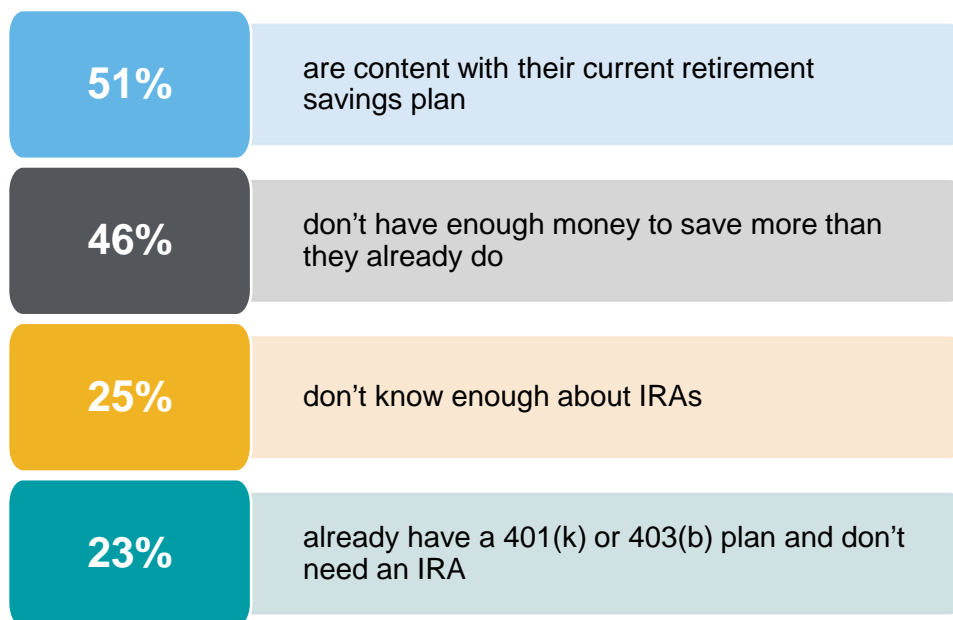 51%
are content with their current retirement
savings plan
46%
don’t have enough money to save more than
they already do
25%
don’t know enough about IRAs
23%
already have a 401(k) or 403(b) plan and don’t
need an IRA